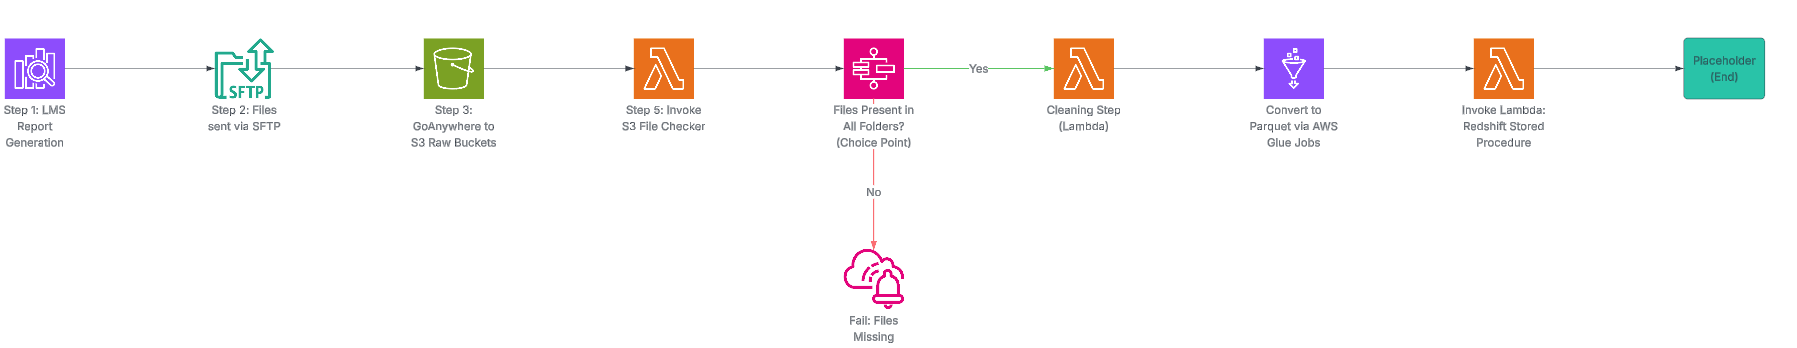 Step 1: LMS
Report
Generation
SFTP
Step 2: Files
sent via SFTP
Step 3:
GoAnywhere to
S3 Raw Buckets
Step 5: Invoke
S3 File Checker
Files Present in
All Folders?
(Choice Point)
Yes
Cleaning Step
(Lambda)
Convert to
Parquet via AWS
Glue Jobs
Invoke Lambda:
Redshift Stored
Procedure
Placeholder
(End)
No
Fail: Files
Missing